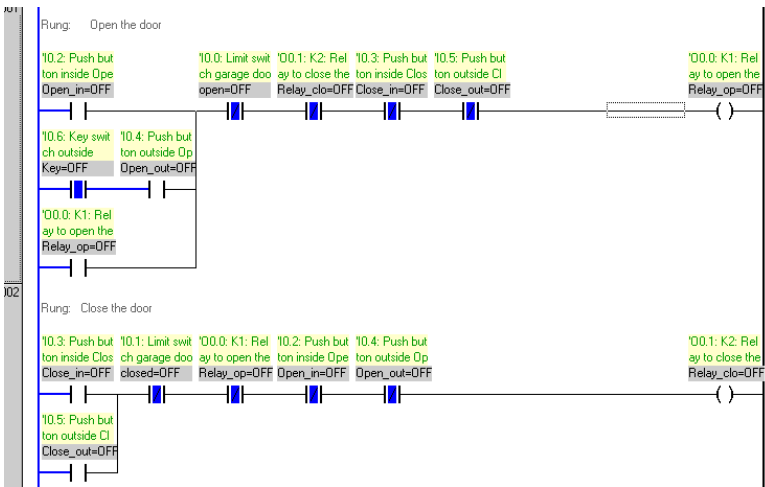 Rung: Open the door
'I0.2: Push but
ton inside Ope
Open_in=OFF
'I0.0: Limit swit
ch garage doo
open=OFF
'O0.1: K2: Rel
ay to close the
Relay_clo=OFF
'I0.3: Push but
ton inside Clos
Close_in=OFF
'I0.5: Push but
ton outside Cl
Close_out=OFF
'O0.0: K1: Rel
ay to open the
Relay_op=OFF
'I0.6: Key swit
ch outside
Key=OFF
'I0.4: Push but
ton outside Op
Open_out=OFF
'O0.0: K1: Rel
ay to open the
Relay_op=OFF
002
Rung: Close the door
'I0.3: Push but
ton inside Clos
Close_in=OFF
'I0.1: Limit swit
ch garage doo
closed=OFF
'O0.0: K1: Rel
ay to open the
Relay_op=OFF
'I0.2: Push but
ton inside Ope
Open_in=OFF
'I0.4: Push but
ton outside Op
Open_out=OFF
'O0.1: K2: Rel
ay to close the
Relay_clo=OFF
'I0.5: Push but
ton outside Cl
Close_out=OFF